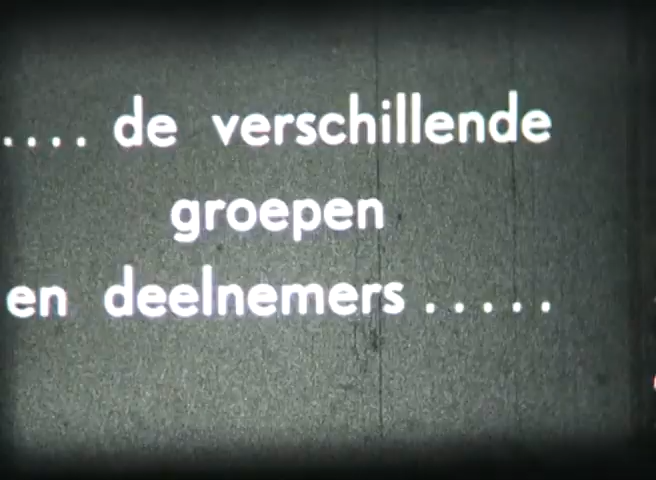 .... de verschillende
groepen
en deelnemers .....